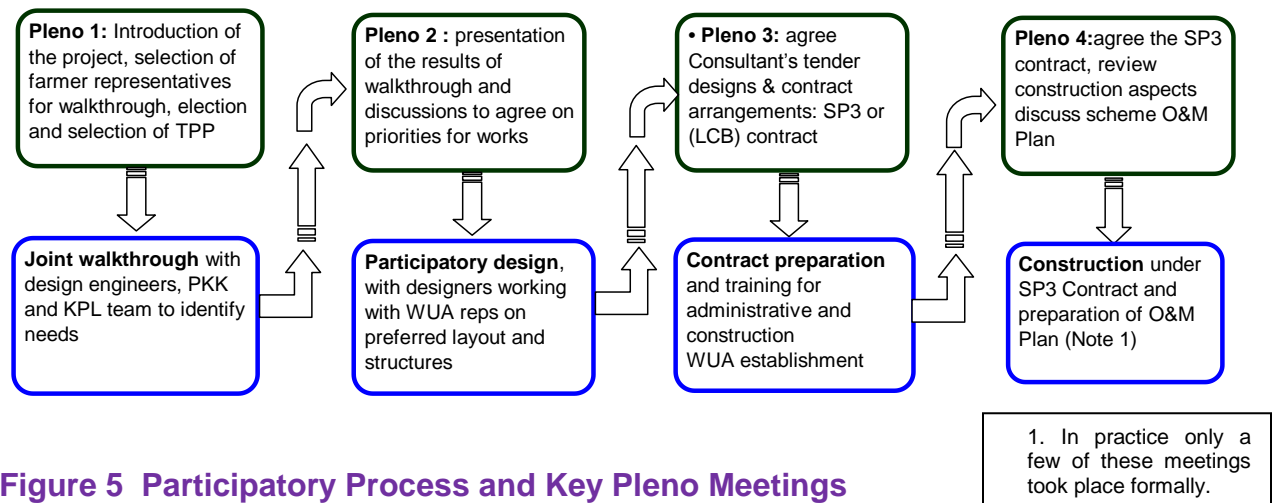 Pleno 1: Introduction of
the project, selection of
farmer representatives
for walkthrough, election
and selection of TPP
Joint walkthrough with
design engineers, PKK
and KPL team to identify
needs
Pleno 2 : presentation
of the results of
walkthrough and
discussions to agree on
priorities for works
Participatory design,
with designers working
with WUA reps on
preferred layout and
structures
• Pleno 3: agree
Consultant’s tender
designs & contract
arrangements: SP3 or
(LCB) contract
Contract preparation
and training for
administrative and
construction
WUA establishment
Pleno 4:agree the SP3
contract, review
construction aspects
discuss scheme O&M
Plan
Construction under
SP3 Contract and
preparation of O&M
Plan (Note 1)
1. In practice only a
few of these meetings
took place formally.
Figure 5 Participatory Process and Key Pleno Meetings